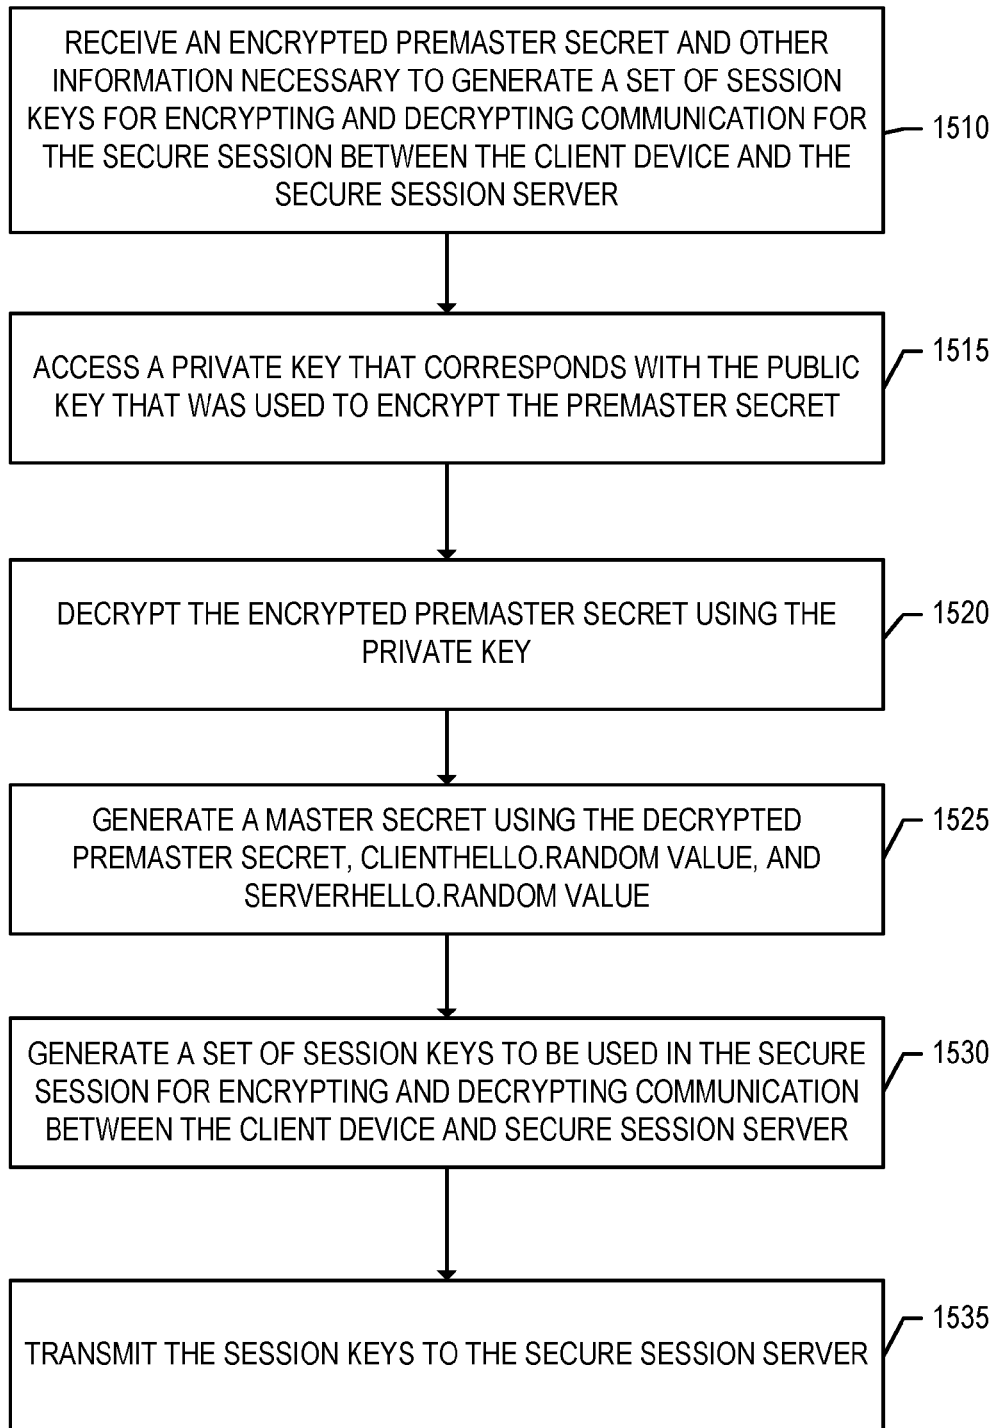 RECEIVE AN ENCRYPTED PREMASTER SECRET AND OTHER
INFORMATION NECESSARY TO GENERATE A SET OF SESSION
KEYS FOR ENCRYPTING AND DECRYPTING COMMUNICATION FOR
THE SECURE SESSION BETWEEN THE CLIENT DEVICE AND THE
SECURE SESSION SERVER
1510
ACCESS A PRIVATE KEY THAT CORRESPONDS WITH THE PUBLIC
KEY THAT WAS USED TO ENCRYPT THE PREMASTER SECRET
1515
DECRYPT THE ENCRYPTED PREMASTER SECRET USING THE
PRIVATE KEY
1520
GENERATE A MASTER SECRET USING THE DECRYPTED
PREMASTER SECRET, CLIENTHELLO.RANDOM VALUE, AND
SERVERHELLO.RANDOM VALUE
1525
GENERATE A SET OF SESSION KEYS TO BE USED IN THE SECURE
SESSION FOR ENCRYPTING AND DECRYPTING COMMUNICATION
BETWEEN THE CLIENT DEVICE AND SECURE SESSION SERVER
1530
TRANSMIT THE SESSION KEYS TO THE SECURE SESSION SERVER
1535